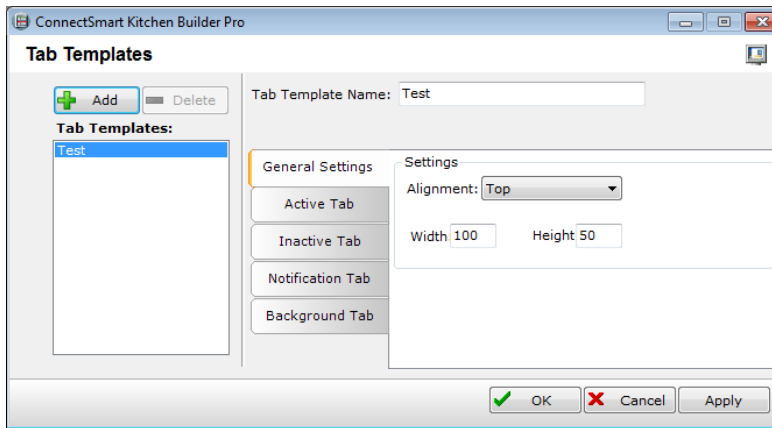 ConnectSmart Kitchen Builder Pro
Tab Templates
Add Delete
Tab Template Name: Test
Tab Templates:
Test
General Settings
Active Tab
Inactive Tab
Notification Tab
Background Tab
Settings
Alignment: Top
Width 100 Height 50
OK Cancel Apply